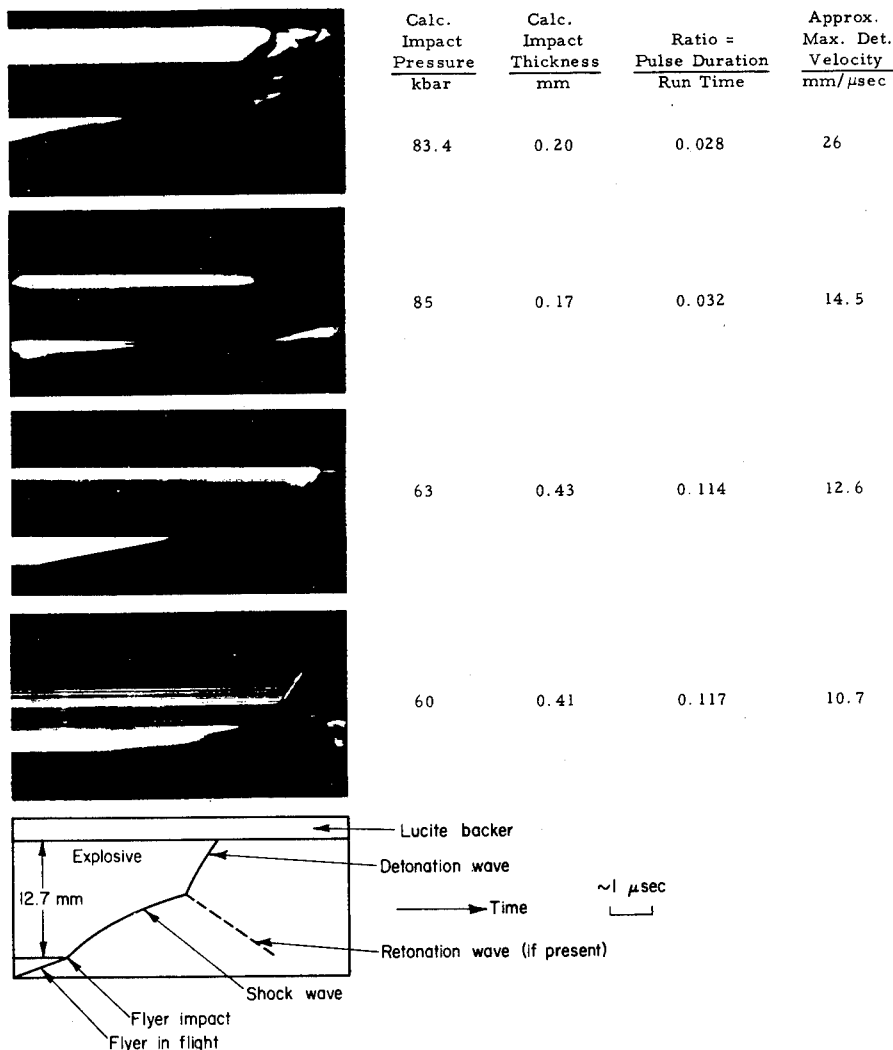 Calc. Impact Pressure
kbar
Calc. Impact Thickness
mm
Ratio = Pulse Duration
Run Time
Approx. Max. Det. Velocity
mm/μsec
83.4 0.20 0.028 26
85 0.17 0.032 14.5
63 0.43 0.114 12.6
60 0.41 0.117 10.7
Lucite backer
Explosive
Detonation wave
12.7 mm
~1 μsec
Time
Retonation wave (if present)
Shock wave
Flyer impact
Flyer in flight